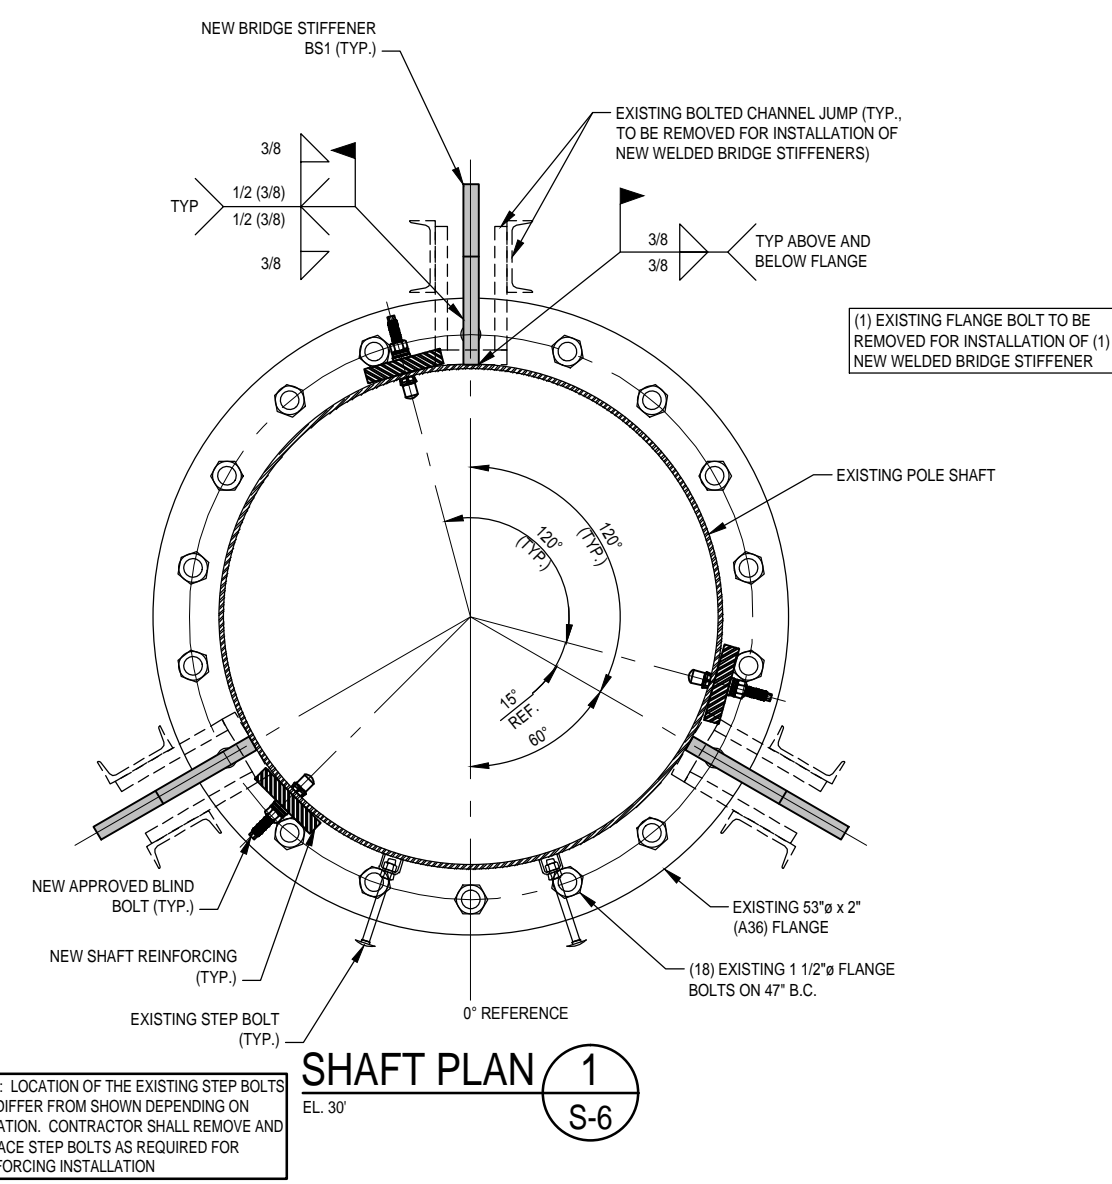 NEW BRIDGE STIFFENER
BS1 (TYP.)
EXISTING BOLTED CHANNEL JUMP (TYP.,
TO BE REMOVED FOR INSTALLATION OF
NEW WELDED BRIDGE STIFFENERS)
3/8
TYP
1/2 (3/8)
1/2 (3/8)
3/8
3/8
3/8
TYP ABOVE AND
BELOW FLANGE
(1) EXISTING FLANGE BOLT TO BE
REMOVED FOR INSTALLATION OF (1)
NEW WELDED BRIDGE STIFFENER
EXISTING POLE SHAFT
120°
(TYP.)
120°
(TYP.)
15°
REF.
60°
NEW APPROVED BLIND
BOLT (TYP.)
NEW SHAFT REINFORCING
(TYP.)
EXISTING STEP BOLT
(TYP.)
EXISTING 53"ø x 2"
(A36) FLANGE
(18) EXISTING 1 1/2"ø FLANGE
BOLTS ON 47" B.C.
0° REFERENCE
SHAFT PLAN
EL. 30'
1
S-6
: LOCATION OF THE EXISTING STEP BOLTS
DIFFER FROM SHOWN DEPENDING ON
ATION. CONTRACTOR SHALL REMOVE AND
ACE STEP BOLTS AS REQUIRED FOR
FORCING INSTALLATION